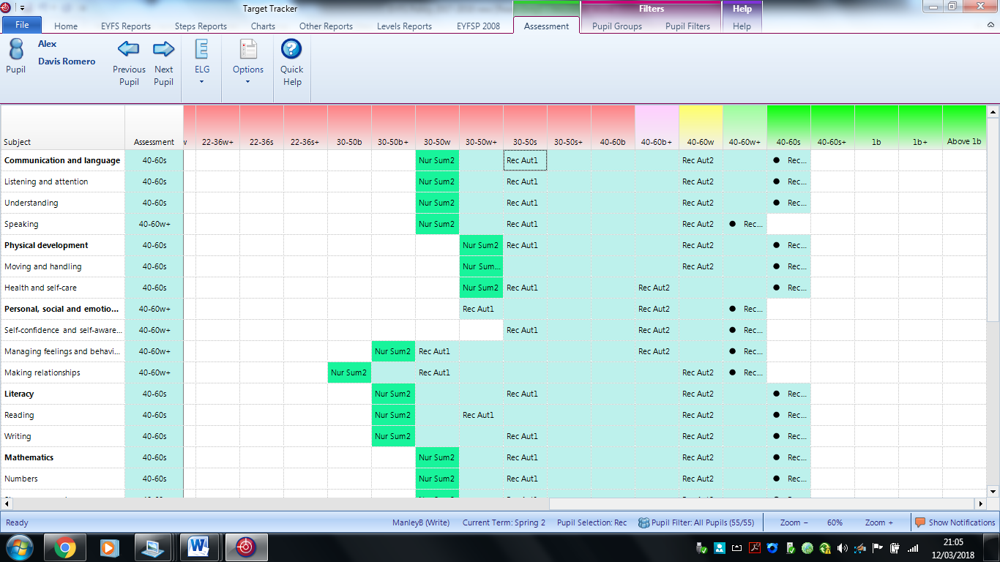 Target Tracker
Filters
Help
File Home EYFS Reports Steps Reports Charts Other Reports Levels Reports EYFSP 2008 Assessment Pupil Groups Pupil Filters Help
Alex
Davis Romero
Pupil Previous Pupil Next Pupil ELG Options Quick Help
Subject Assessment w 22-36w+ 22-36s 22-36s+ 30-50b 30-50b+ 30-50w 30-50w+ 30-50s 30-50s+ 40-60b 40-60b+ 40-60w 40-60w+ 40-60s 40-60s+ 1b 1b+ Above 1b
Communication and language 40-60s Nur Sum2 Rec Aut1 Rec Aut2 Rec...
Listening and attention 40-60s Nur Sum2 Rec Aut1 Rec Aut2 Rec...
Understanding 40-60s Nur Sum2 Rec Aut1 Rec Aut2 Rec...
Speaking 40-60w+ Nur Sum2 Rec Aut1 Rec Aut2 Rec...
Physical development 40-60s Nur Sum2 Rec Aut1 Rec Aut2 Rec...
Moving and handling 40-60s Nur Sum... Rec Aut2 Rec...
Health and self-care 40-60s Nur Sum2 Rec Aut1 Rec Aut2 Rec...
Personal, social and emotio... 40-60w+ Rec Aut1 Rec Aut2 Rec...
Self-confidence and self-aware... 40-60w+ Rec Aut1 Rec Aut2 Rec...
Managing feelings and behavi... 40-60w+ Nur Sum2 Rec Aut1 Rec Aut2 Rec...
Making relationships 40-60w+ Nur Sum2 Rec Aut1 Rec Aut2 Rec...
Literacy 40-60s Nur Sum2 Rec Aut1 Rec Aut2 Rec...
Reading 40-60s Nur Sum2 Rec Aut1 Rec Aut2 Rec...
Writing 40-60s Nur Sum2 Rec Aut1 Rec Aut2 Rec...
Mathematics 40-60s Nur Sum2 Rec Aut1 Rec Aut2 Rec...
Numbers 40-60s Nur Sum2 Rec Aut1 Rec Aut2 Rec...
Ready ManleyB (Write) Current Term: Spring 2 Pupil Selection: Rec Pupil Filter: All Pupils (55/55) Zoom − 60% Zoom + Show Notifications
21:05
12/03/2018